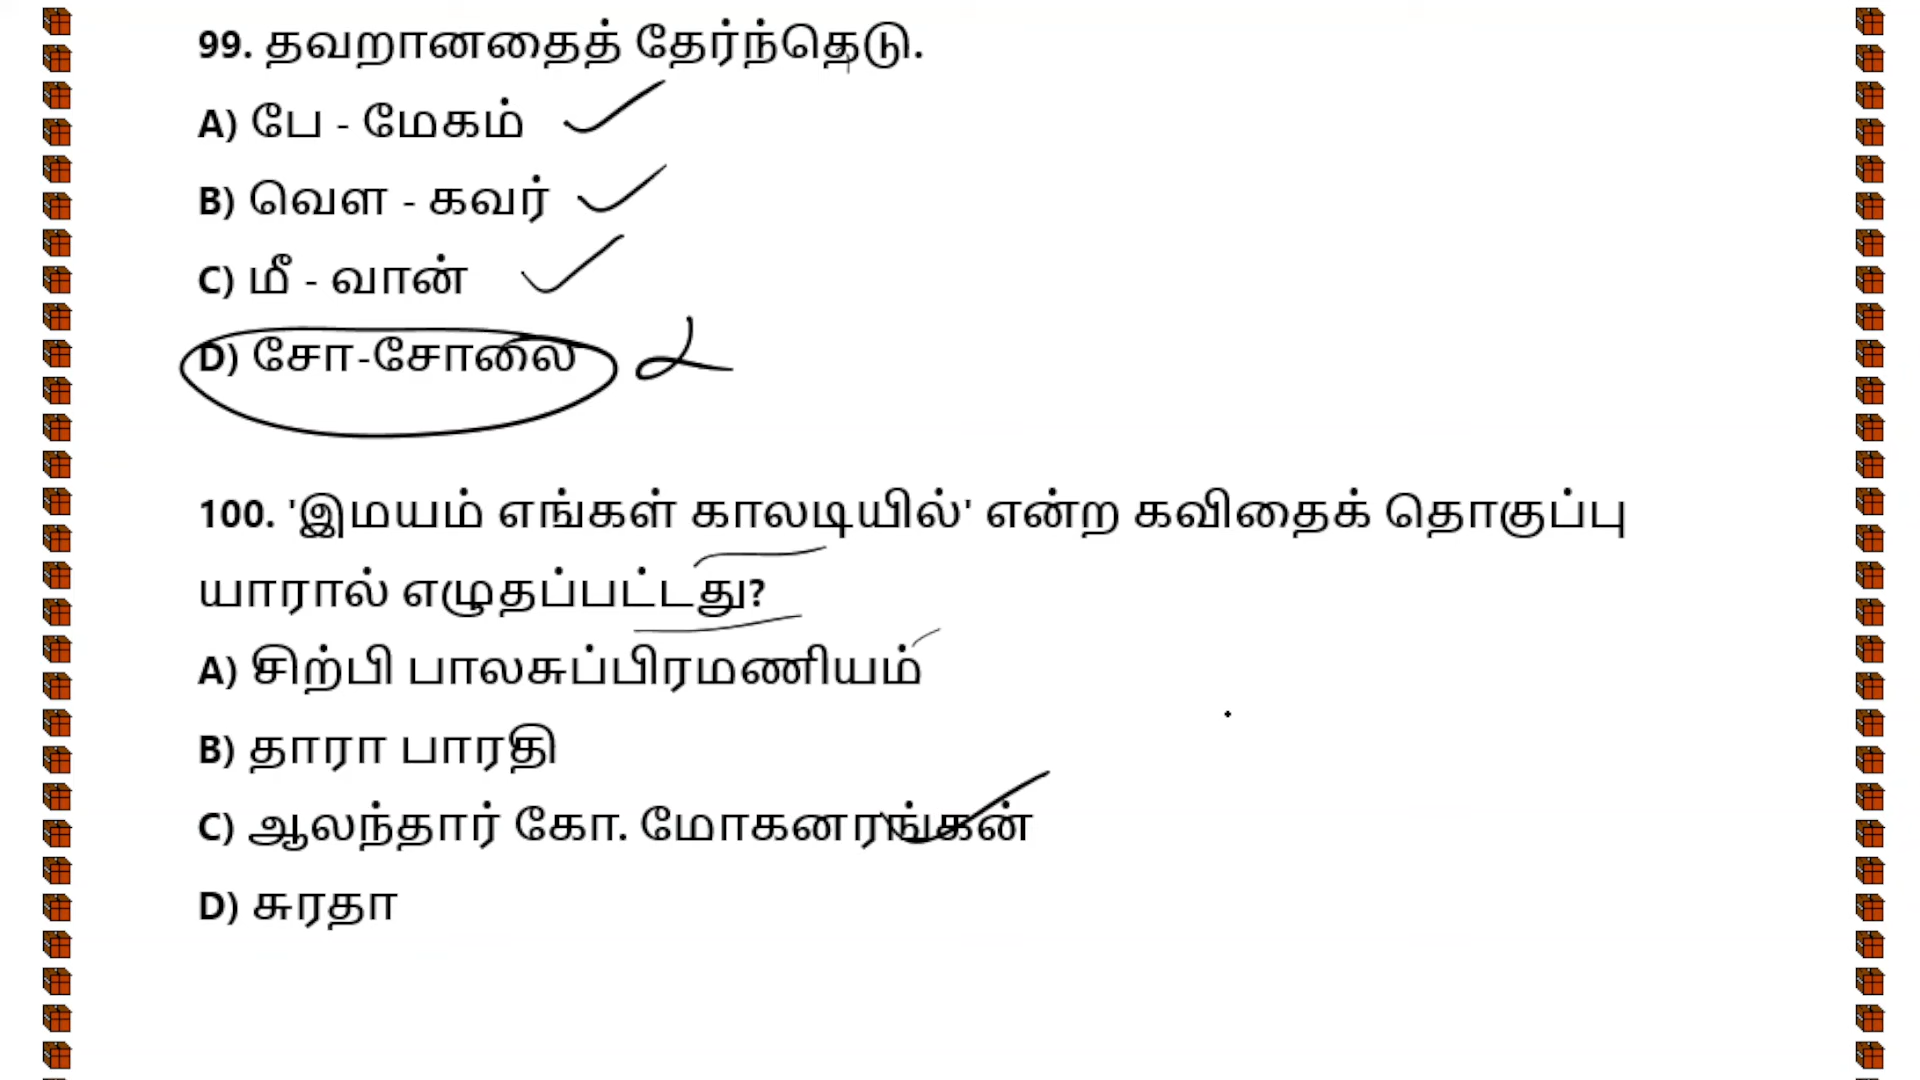 99. தவறானதைத் தேர்ந்தெடு.
A) பே - மேகம்
B) வெள - கவர்
C) மீ - வான்
D) சோ-சோலை
100. 'இமயம் எங்கள் காலடியில்' என்ற கவிதைக் தொகுப்பு
யாரால் எழுதப்பட்டது?
A) சிற்பி பாலசுப்பிரமணியம்
B) தாரா பாரதி
C) ஆலந்தார் கோ. மோகனரங்கன்
D) சுரதா